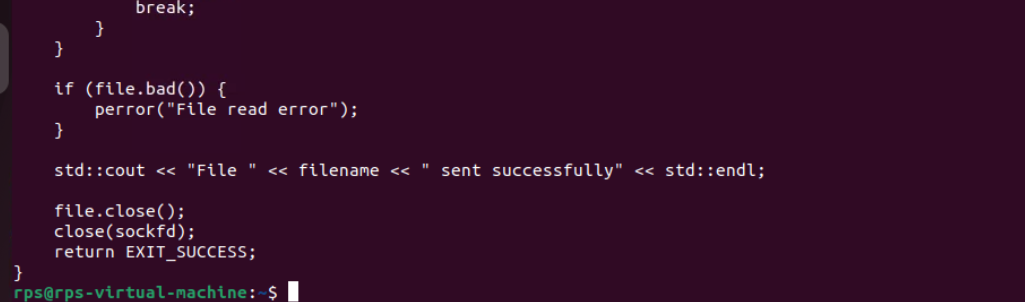 break;
        }
    }

    if (file.bad()) {
        perror("File read error");
    }

    std::cout << "File " << filename << " sent successfully" << std::endl;

    file.close();
    close(sockfd);
    return EXIT_SUCCESS;
}
rps@rps-virtual-machine:~$